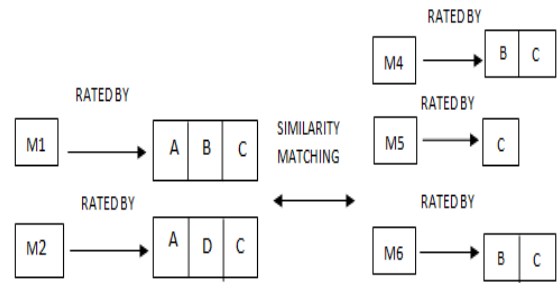 RATED BY
M1
A B C
RATED BY
M2
A D C
SIMILARITY
MATCHING
RATED BY
M4
B C
RATED BY
M5
C
RATED BY
M6
B C